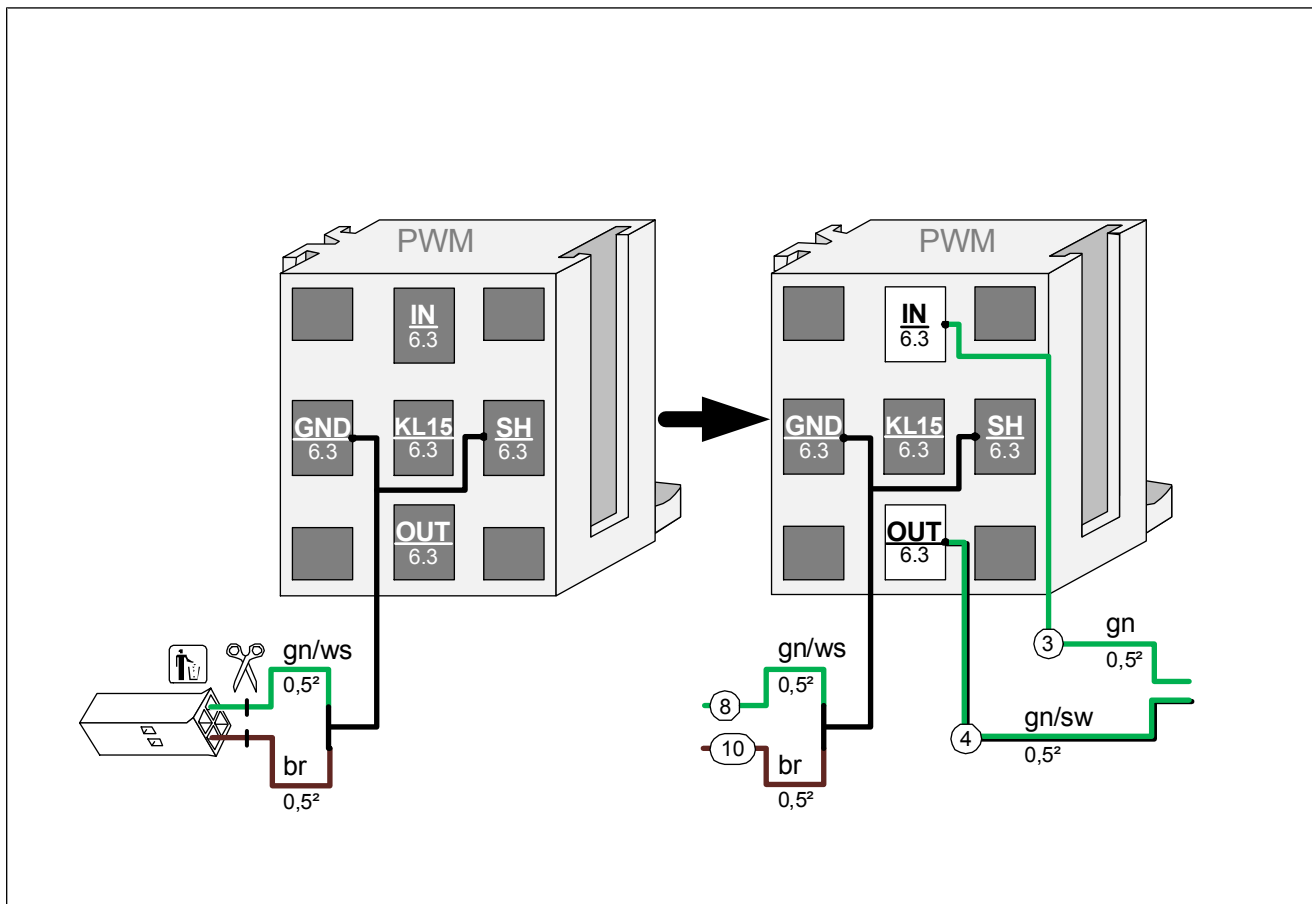 PWM
IN
6.3
GND
6.3
KL15
6.3
SH
6.3
OUT
6.3
gn/ws
0,5²
br
0,5²
PWM
IN
6.3
GND
6.3
KL15
6.3
SH
6.3
OUT
6.3
gn/ws
0,5²
8
10
br
0,5²
3
gn
0,5²
4
gn/sw
0,5²